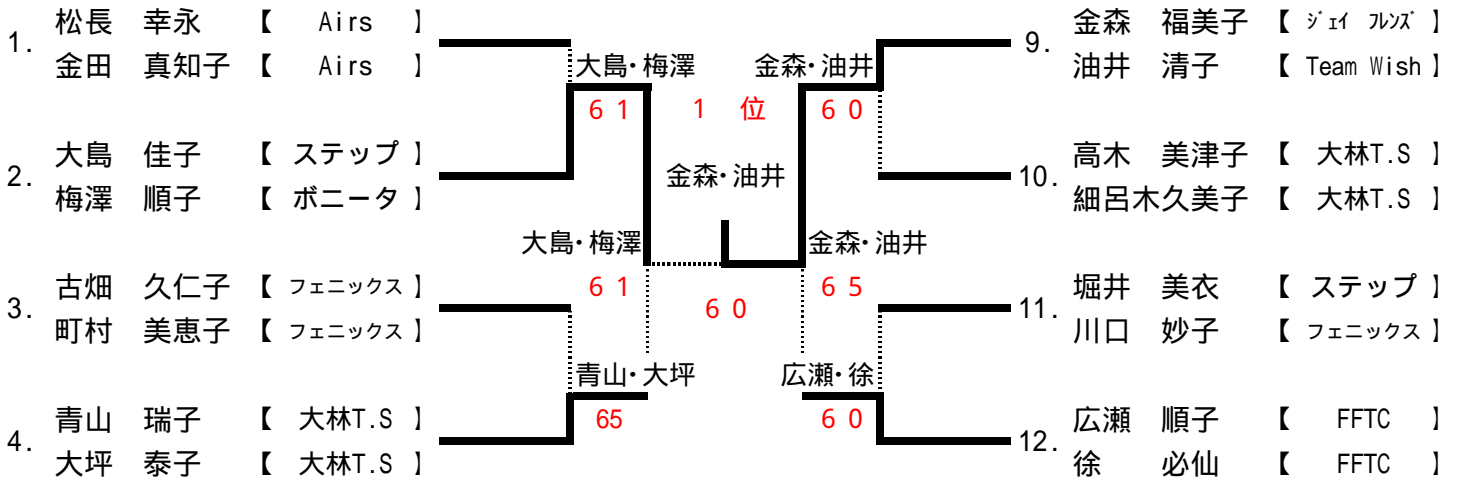 1. 松長 幸永 【 Airs 】
金田 真知子 【 Airs 】
2. 大島 佳子 【 ステップ 】
梅澤 順子 【 ボニータ 】
3. 古畑 久仁子 【 フェニックス 】
町村 美恵子 【 フェニックス 】
4. 青山 瑞子 【 大林T.S 】
大坪 泰子 【 大林T.S 】
大島・梅澤
6 1
大島・梅澤
6 1
青山・大坪
65
1 位
金森・油井
6 0
金森・油井
6 0
金森・油井
6 5
広瀬・徐
6 0
9. 金森 福美子 【 ジェイ フレンズ 】
油井 清子 【 Team Wish 】
10. 高木 美津子 【 大林T.S 】
細呂木久美子 【 大林T.S 】
11. 堀井 美衣 【 ステップ 】
川口 妙子 【 フェニックス 】
12. 広瀬 順子 【 FFTC 】
徐 必仙 【 FFTC 】